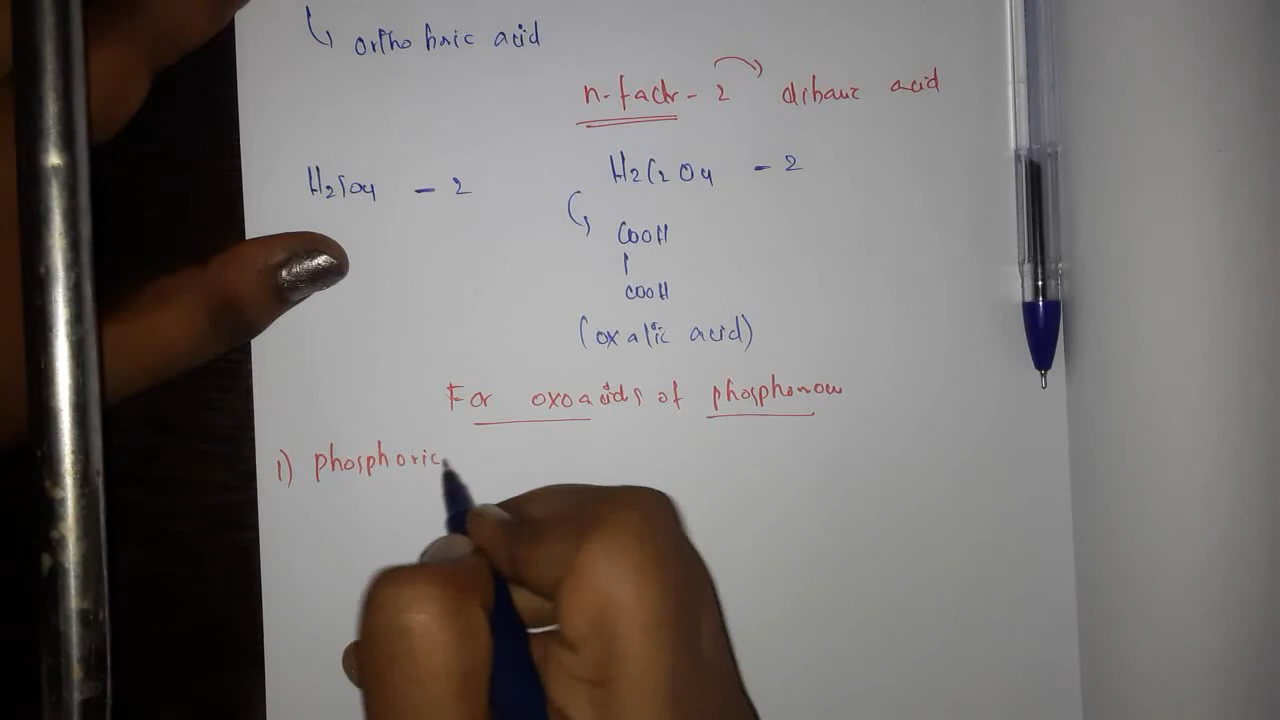 ortho boric acid
n-factor - 2 dibasic acid
H2SO4 - 2
H2C2O4 - 2
COOH
|
COOH
(oxalic acid)
For oxoacids of phosphorous
1) phosphoric